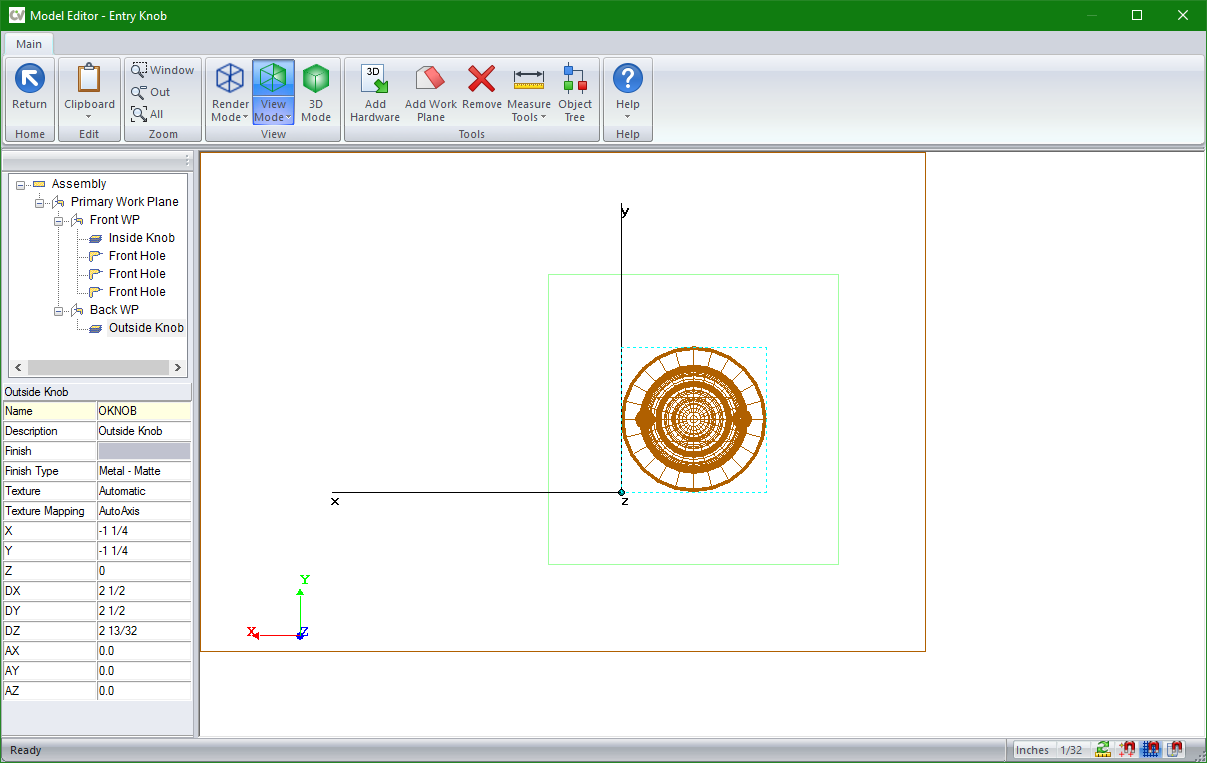 CV Model Editor - Entry Knob
Main
Return
Home
Clipboard
Edit
Window
Out
All
Zoom
Render Mode
View Mode
3D Mode
View
3D
Add Hardware
Add Work Plane
Remove
Measure Tools
Object Tree
Tools
?
Help
Help
Assembly
Primary Work Plane
Front WP
Inside Knob
Front Hole
Front Hole
Front Hole
Back WP
Outside Knob
Outside Knob
Name OKNOB
Description Outside Knob
Finish
Finish Type Metal - Matte
Texture Automatic
Texture Mapping AutoAxis
X -1 1/4
Y -1 1/4
Z 0
DX 2 1/2
DY 2 1/2
DZ 2 13/32
AX 0.0
AY 0.0
AZ 0.0
y
x
z
Y
X
Z
Ready
Inches 1/32